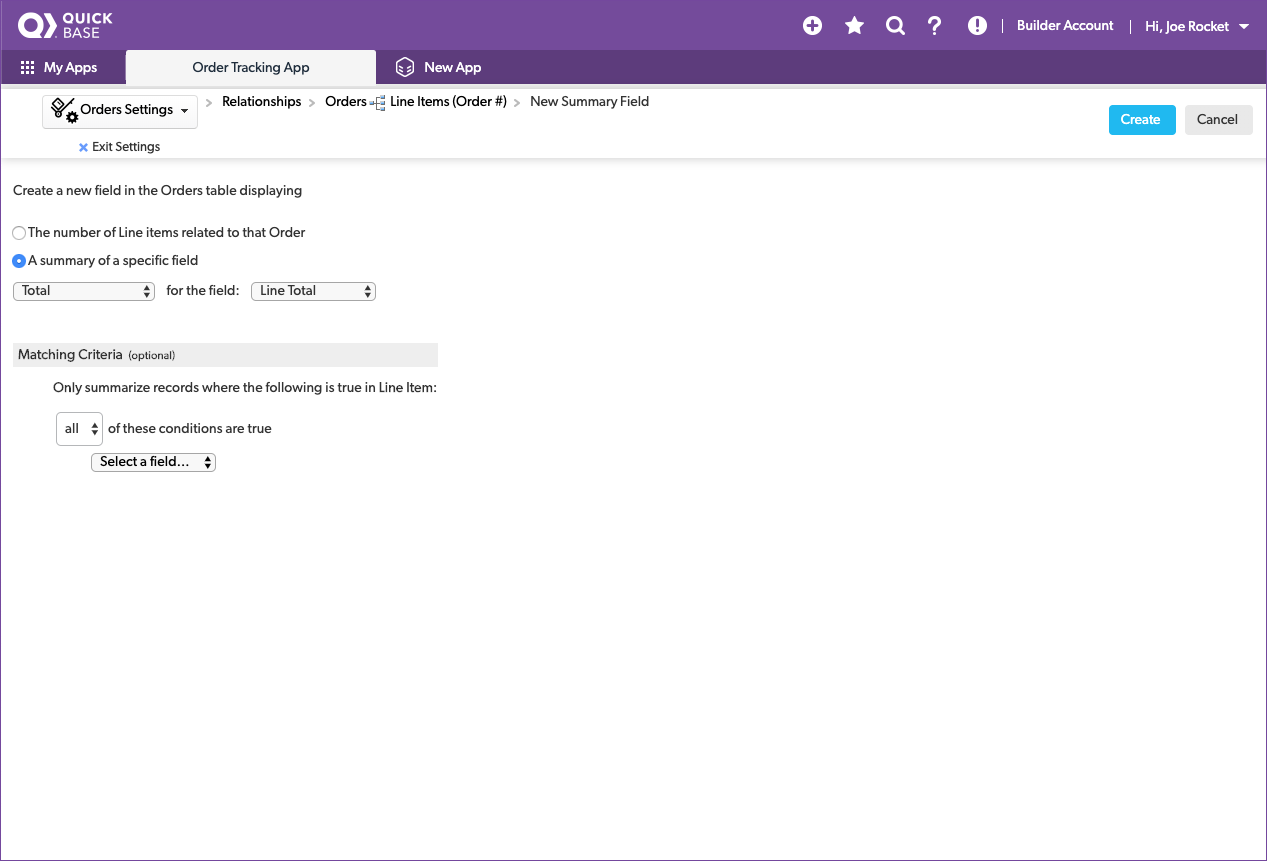 QUICK
BASE
Builder Account
Hi, Joe Rocket
My Apps
Order Tracking App
New App
Orders Settings
Relationships
Orders
Line Items (Order #)
New Summary Field
Create
Cancel
Exit Settings
Create a new field in the Orders table displaying
The number of Line items related to that Order
A summary of a specific field
Total for the field: Line Total
Matching Criteria (optional)
Only summarize records where the following is true in Line Item:
all of these conditions are true
Select a field...